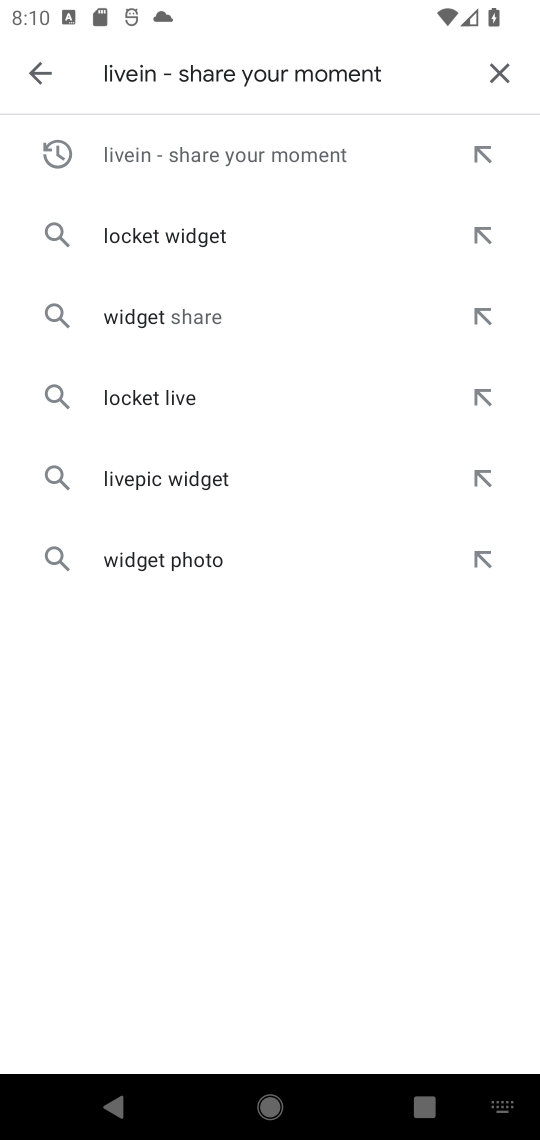 8:10
livein - share your moment
livein - share your moment
locket widget
widget share
locket live
livepic widget
widget photo